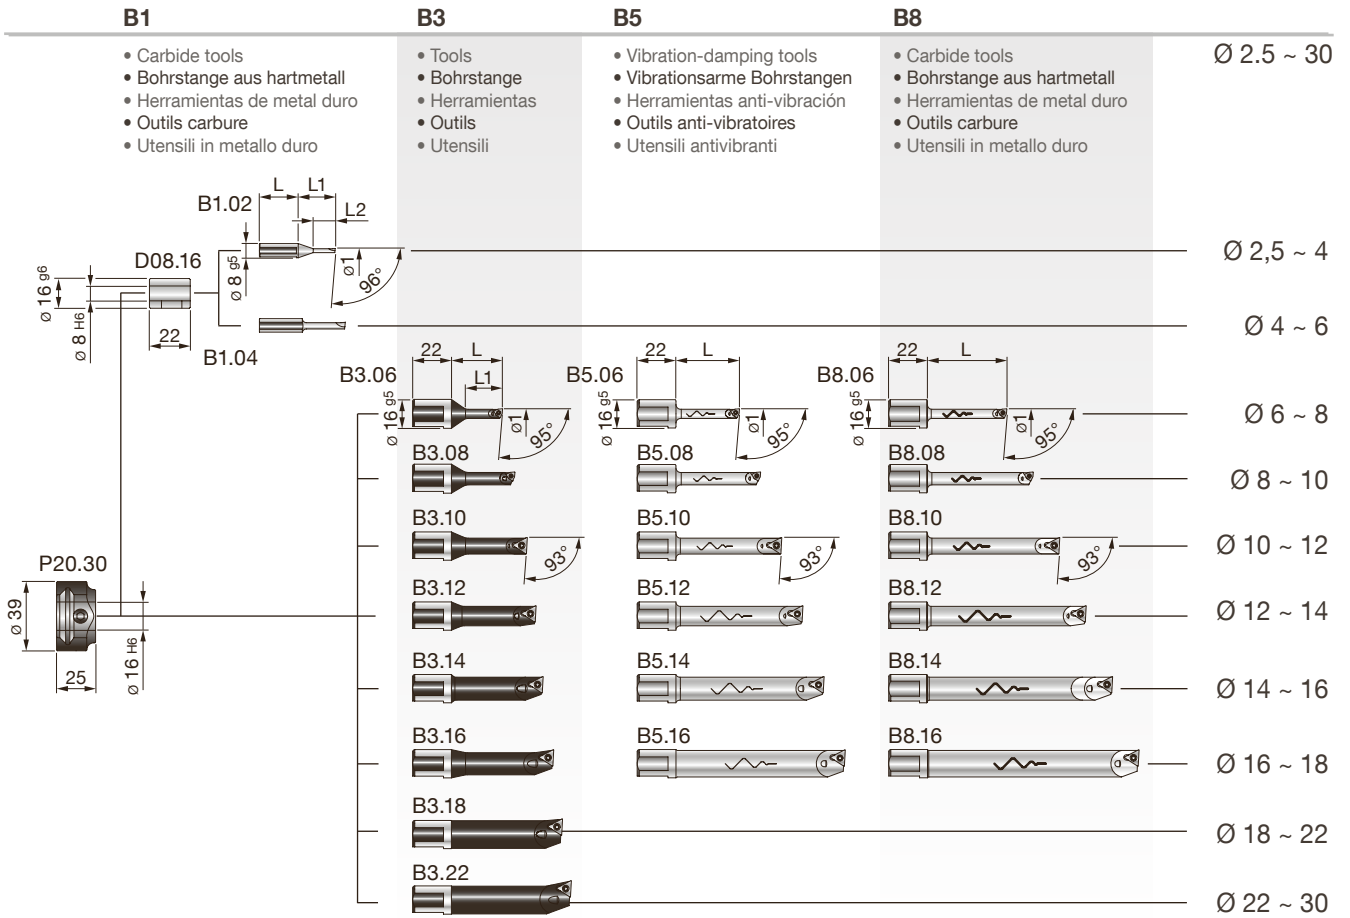 B1 B3 B5 B8
• Carbide tools
• Bohrstange aus hartmetall
• Herramientas de metal duro
• Outils carbure
• Utensili in metallo duro
• Tools
• Bohrstange
• Herramientas
• Outils
• Utensili
• Vibration-damping tools
• Vibrationsarme Bohrstangen
• Herramientas anti-vibración
• Outils anti-vibratoires
• Utensili antivibranti
• Carbide tools
• Bohrstange aus hartmetall
• Herramientas de metal duro
• Outils carbure
• Utensili in metallo duro
Ø 2.5 ~ 30
L L1
B1.02
L2
D08.16
Ø 16 g6
Ø 8 H6
22
Ø 8 g5
Ø1
96°
Ø 2,5 ~ 4
B1.04
Ø 4 ~ 6
22 L
L1
B3.06
Ø 16 g5
Ø1
95°
22 L
B5.06
Ø 16 g5
Ø1
95°
22 L
B8.06
Ø 16 g5
Ø1
95°
Ø 6 ~ 8
B3.08 B5.08 B8.08
Ø 8 ~ 10
B3.10 B5.10 B8.10
93° 93° 93°
Ø 10 ~ 12
P20.30
Ø 39
25
Ø 16 H6
B3.12 B5.12 B8.12
Ø 12 ~ 14
B3.14 B5.14 B8.14
Ø 14 ~ 16
B3.16 B5.16 B8.16
Ø 16 ~ 18
B3.18
Ø 18 ~ 22
B3.22
Ø 22 ~ 30